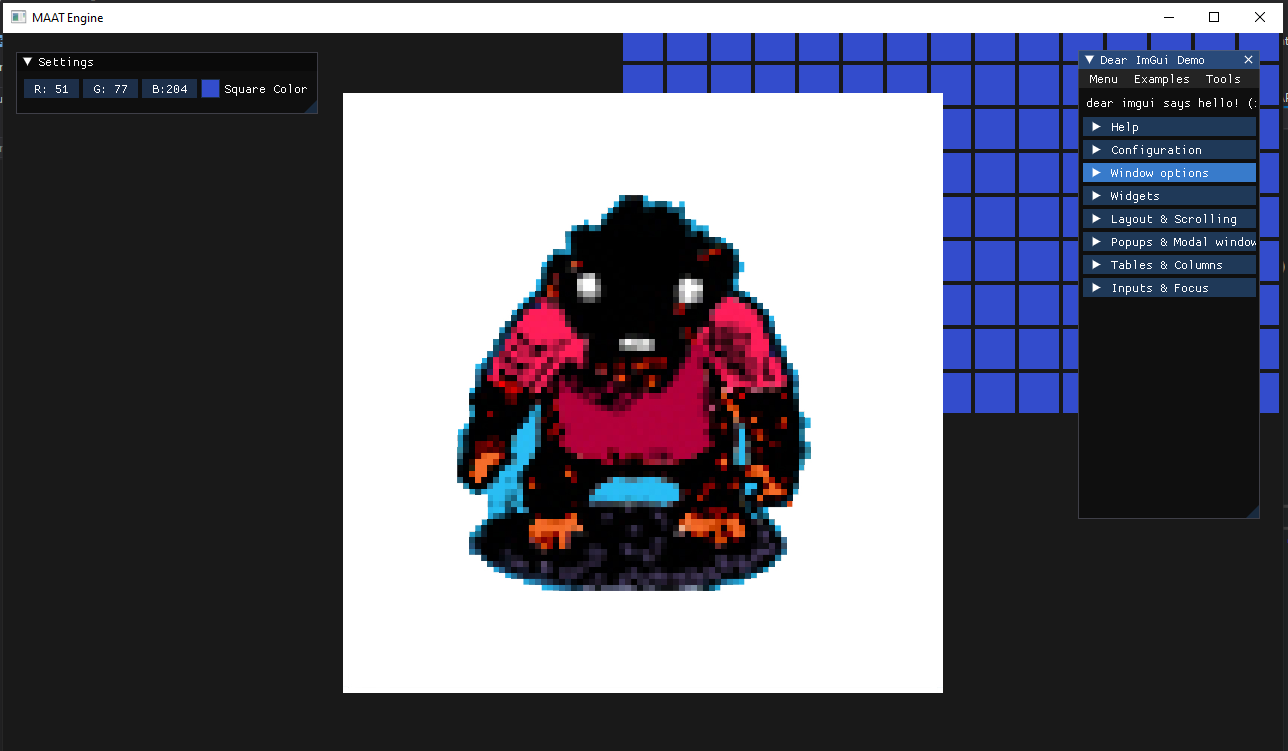 MAAT Engine
Settings
R: 51 G: 77 B:204 Square Color
Dear ImGui Demo
Menu Examples Tools
dear imgui says hello!
Help
Configuration
Window options
Widgets
Layout & Scrolling
Popups & Modal window
Tables & Columns
Inputs & Focus